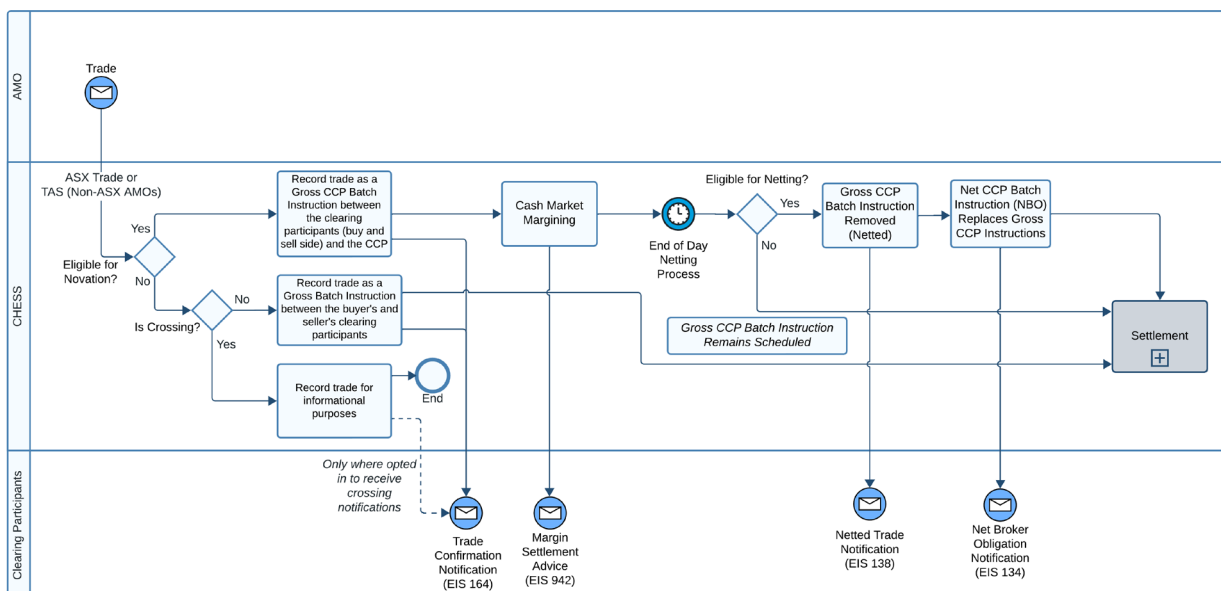 AMO
Trade
CHESS
ASX Trade or
TAS (Non-ASX AMOs)
Eligible for
Novation?
Yes
No
Record trade as a
Gross CCP Batch
Instruction between
the clearing
participants (buy and
sell side) and the CCP
Cash Market
Margining
End of Day
Netting
Process
Eligible for Netting?
Yes
No
Gross CCP
Batch Instruction
Removed
(Netted)
Net CCP Batch
Instruction (NBO)
Replaces Gross
CCP Instructions
Is Crossing?
No
Yes
Record trade as a
Gross Batch Instruction
between the buyer's and
seller's clearing
participants
Gross CCP Batch Instruction
Remains Scheduled
Settlement
Record trade for
informational
purposes
End
Clearing Participants
Only where opted
in to receive
crossing
notifications
Trade
Confirmation
Notification
(EIS 164)
Margin
Settlement
Advice
(EIS 942)
Netted Trade
Notification
(EIS 138)
Net Broker
Obligation
Notification
(EIS 134)